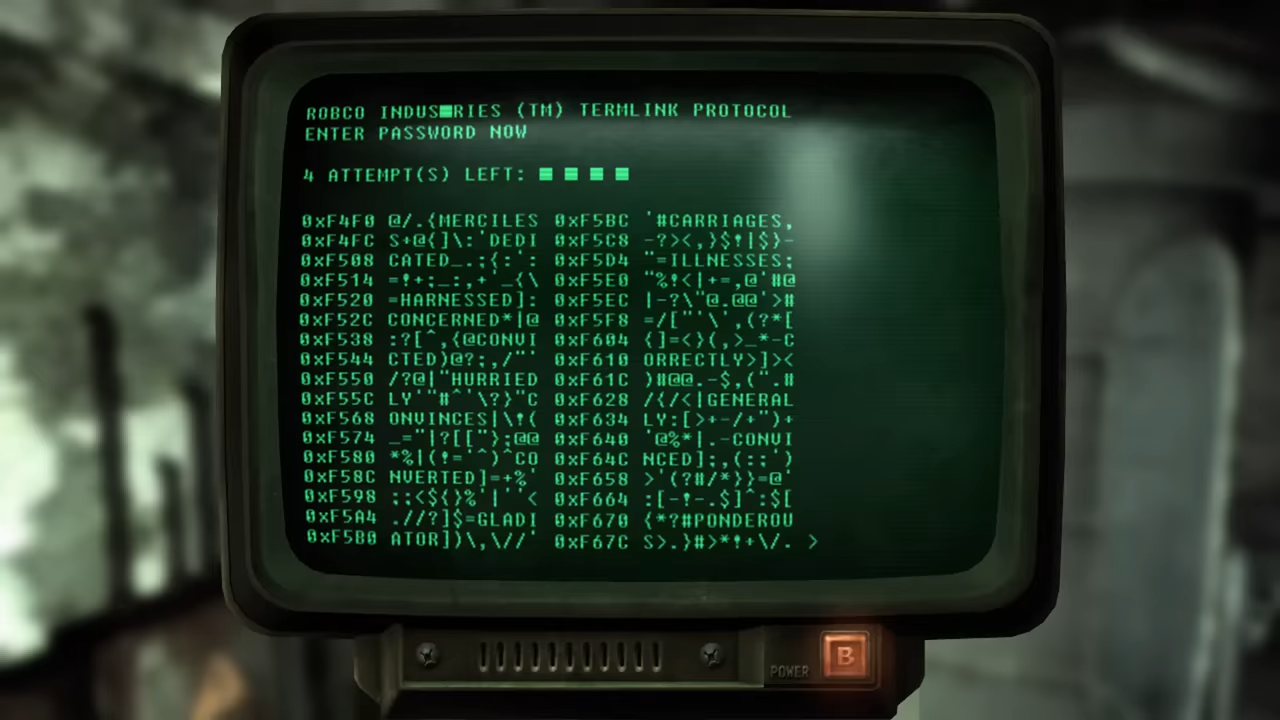 ROBCO INDUS■RIES (TM) TERMLINK PROTOCOL
ENTER PASSWORD NOW
4 ATTEMPT(S) LEFT: ■ ■ ■ ■
0xF4F0 @/.{MERCILES 0xF5BC '#CARRIAGES,
0xF4FC S+@{]\:'DEDI 0xF5C8 -?><,}$!|$}-
0xF508 CATED_.:;{:': 0xF5D4 "=ILLNESSES;
0xF514 =!+;_:,+'_{\ 0xF5E0 "%!<|+=,@'#@
0xF520 =HARNESSED]: 0xF5EC |-?\"@.@@'>#
0xF52C CONCERNED*|@ 0xF5F8 =/["'\',(?*[
0xF538 :?[^,{@CONVI 0xF604 {]=<}(,>_*-C
0xF544 CTED)@?;,/"' 0xF610 ORRECTLY>]><
0xF550 /?@|"HURRIED 0xF61C )#@@.-$,(".#
0xF55C LY'"#^'\?}"C 0xF628 /{/<|GENERAL
0xF568 ONVINCES|\!( 0xF634 LY:[>+-/+")+
0xF574 _="|?[["};@@ 0xF640 '@%*|.-CONVI
0xF580 *%|(!='^)^CO 0xF64C NCED];,(:;')
0xF58C NVERTED]=+%' 0xF658 >'(?#/*}}=@'
0xF598 ;:<${}%'|''< 0xF664 :[-!-.$]^:$[
0xF5A4 .//?]$=GLADI 0xF670 {*?#PONDEROU
0xF5B0 ATOR])\,\//' 0xF67C S>.}#>*!+\/. >
POWER
B